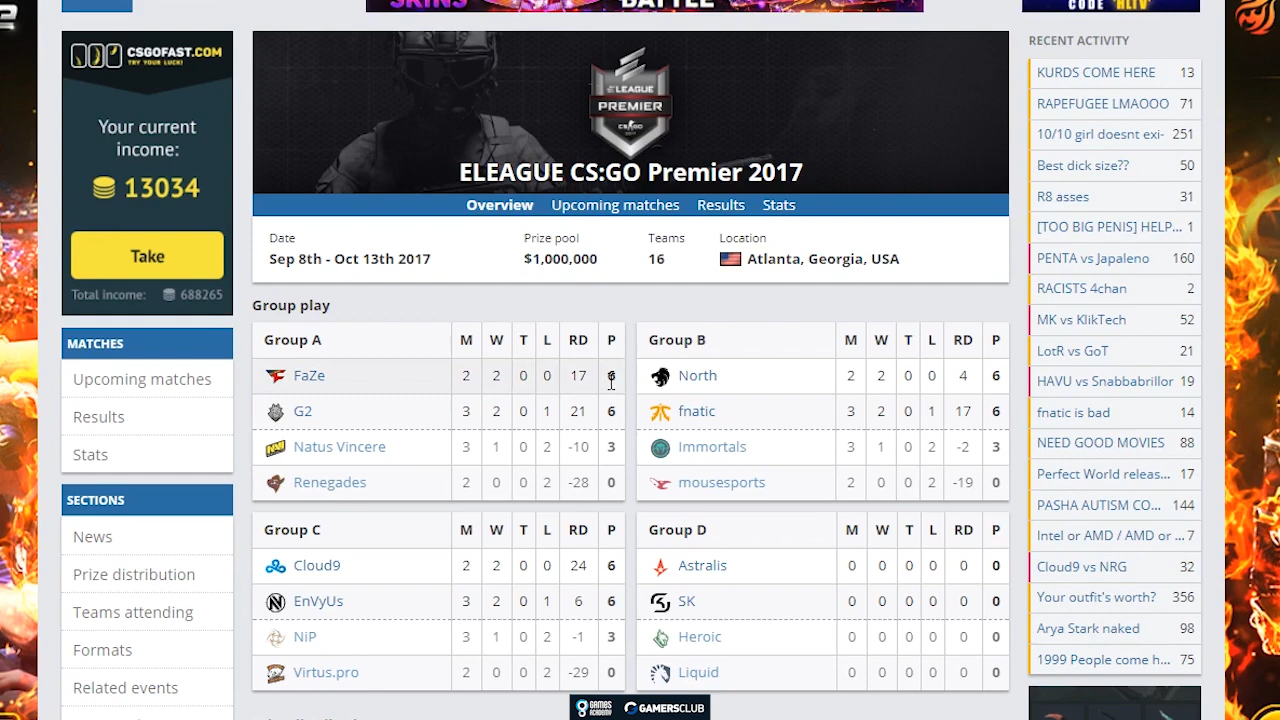 SKINS BATTLE
CODE "HLTV"
CSGOFAST.COM
TRY YOUR LUCK!
Your current
income:
13034
Take
Total income: 688265
MATCHES
Upcoming matches
Results
Stats
SECTIONS
News
Prize distribution
Teams attending
Formats
Related events
ELEAGUE
PREMIER
CS:GO
2017
ELEAGUE CS:GO Premier 2017
Overview Upcoming matches Results Stats
Date Prize pool Teams Location
Sep 8th - Oct 13th 2017 $1,000,000 16 Atlanta, Georgia, USA
Group play
Group A M W T L RD P
FaZe 2 2 0 0 17 6
G2 3 2 0 1 21 6
Natus Vincere 3 1 0 2 -10 3
Renegades 2 0 0 2 -28 0
Group B M W T L RD P
North 2 2 0 0 4 6
fnatic 3 2 0 1 17 6
Immortals 3 1 0 2 -2 3
mousesports 2 0 0 2 -19 0
Group C M W T L RD P
Cloud9 2 2 0 0 24 6
EnVyUs 3 2 0 1 6 6
NiP 3 1 0 2 -1 3
Virtus.pro 2 0 0 2 -29 0
Group D M W T L RD P
Astralis 0 0 0 0 0 0
SK 0 0 0 0 0 0
Heroic 0 0 0 0 0 0
Liquid 0 0 0 0 0 0
GAMES ACADEMY GAMERSCLUB
RECENT ACTIVITY
KURDS COME HERE 13
RAPEFUGEE LMAOOO 71
10/10 girl doesnt exi- 251
Best dick size?? 50
R8 asses 31
[TOO BIG PENIS] HELP... 1
PENTA vs Japaleno 160
RACISTS 4chan 2
MK vs KlikTech 52
LotR vs GoT 21
HAVU vs Snabbabrillor 19
fnatic is bad 14
NEED GOOD MOVIES 88
Perfect World releas... 17
PASHA AUTISM CO... 144
Intel or AMD / AMD or ... 7
Cloud9 vs NRG 32
Your outfit's worth? 356
Arya Stark naked 98
1999 People come h... 75